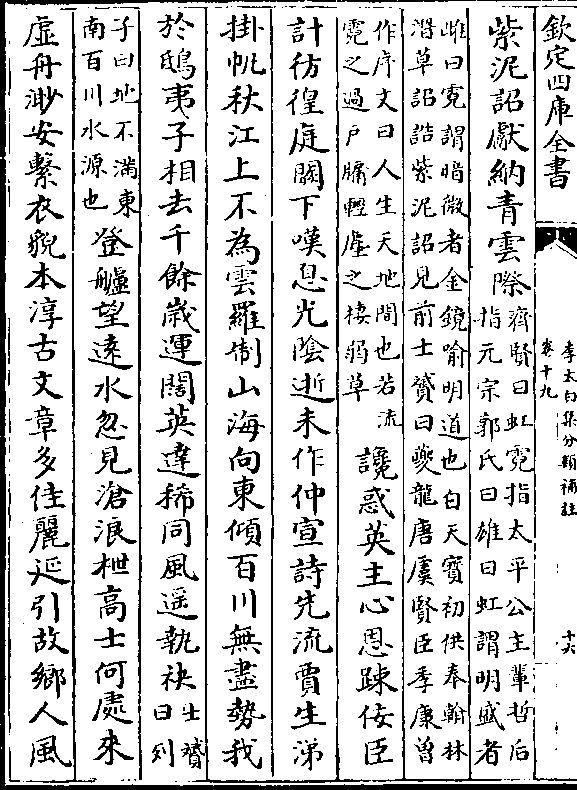 欽定四庫全書
李太白集分類補註
卷十九
十六
紫泥詔獻納青雲際
齊賢曰虹霓指太平公主輩哲后
指元宗郭氏曰雄曰虹謂明盛者
雌曰霓謂暗微者金鏡喻明道也白天寶初供奉翰林
潛草詔誥紫泥詔見前士贇曰夔龍唐虞賢臣季康曾
作序文曰人生天地間也若流
霓之過戶牖輕塵之棲弱草
讒惑英主心恩踈佞臣
計彷徨庭闕下嘆息光陰逝未作仲宣詩先流賈生涕
掛帆秋江上不為雲羅制山海向東傾百川無盡勢我
於鴟夷子相去千餘歲運闊英達稀同風遥執袂
士贇
曰列
子曰地不滿東
南百川水源也
登艫望遠水忽見滄浪枻高士何處來
虛舟渺安繫衣貌本淳古文章多佳麗延引故鄉人風